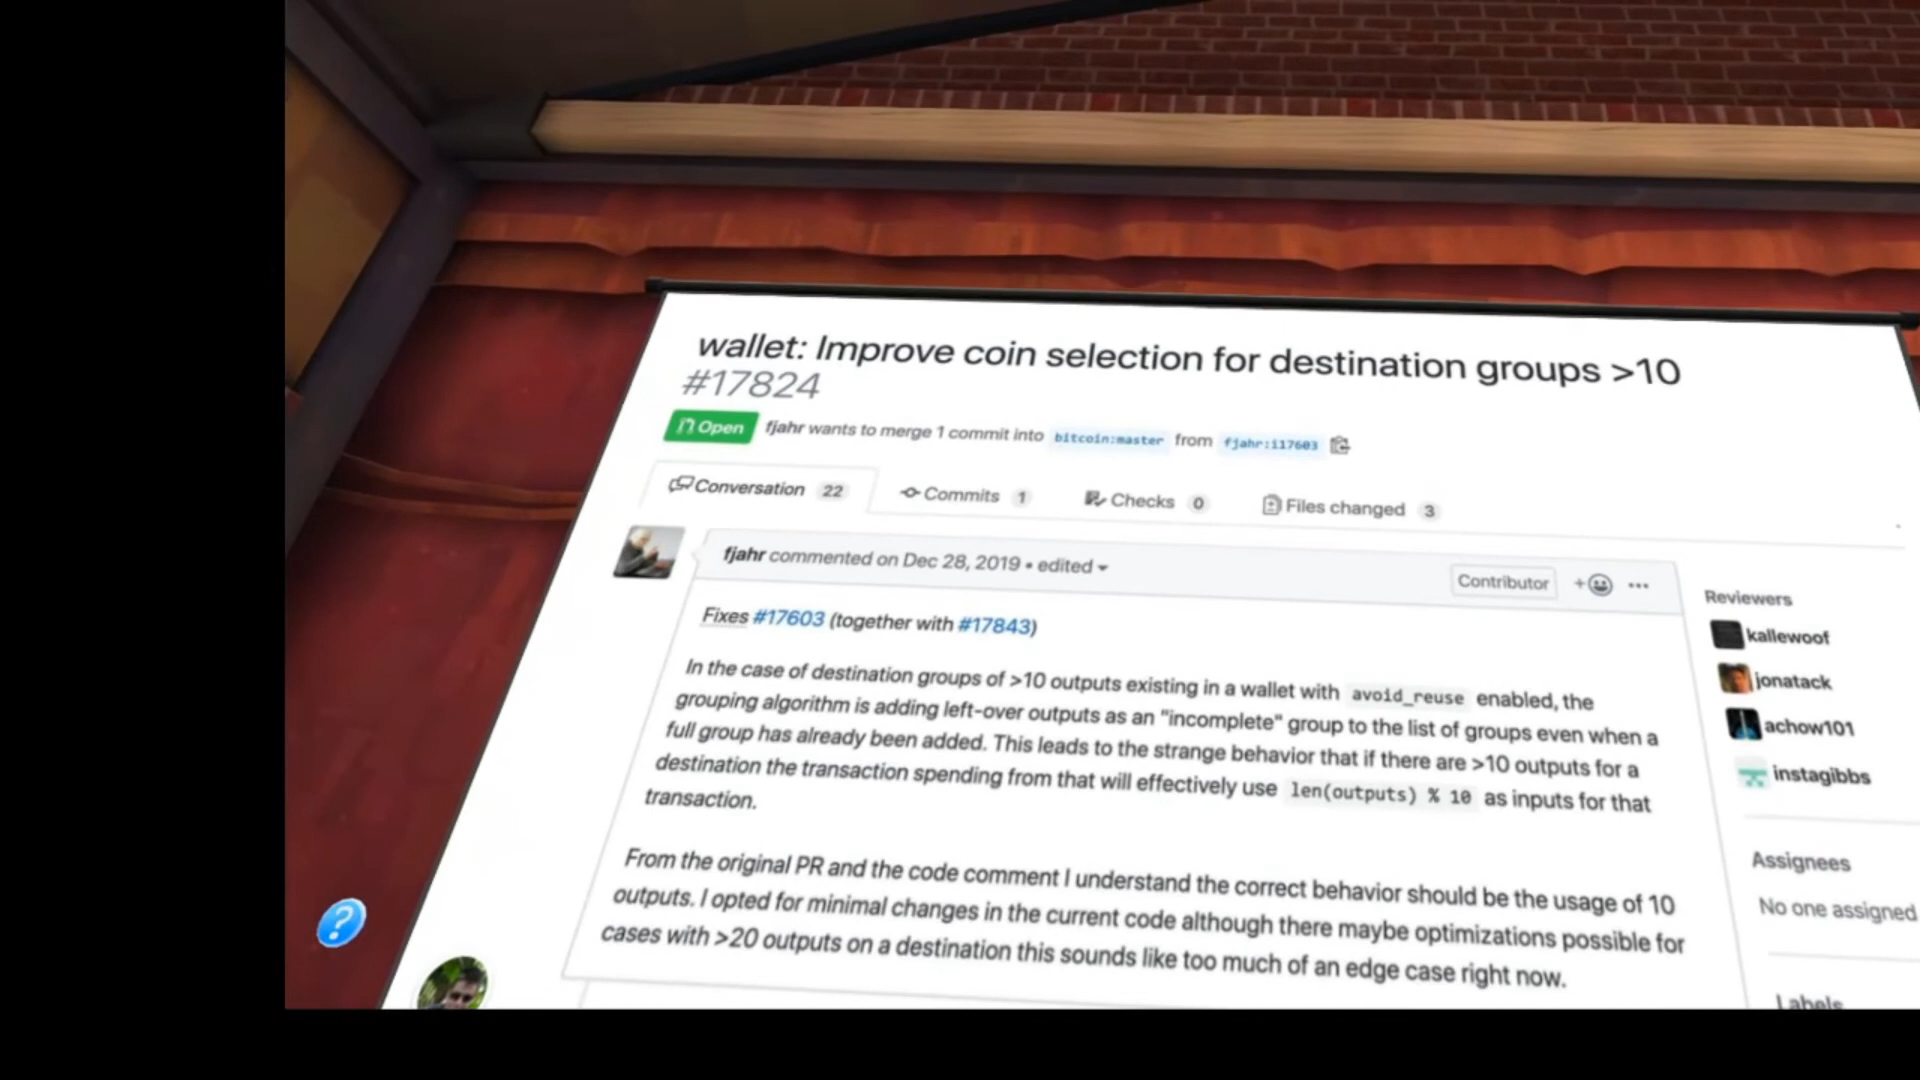 wallet: Improve coin selection for destination groups >10
#17824
Open fjahr wants to merge 1 commit into bitcoin:master from fjahr:i17603
Conversation 22 Commits 1 Checks 0 Files changed 3
fjahr commented on Dec 28, 2019 • edited
Contributor
Reviewers
kallewoof
jonatack
achow101
instagibbs
Assignees
No one assigned
Labels
Fixes #17603 (together with #17843)
In the case of destination groups of >10 outputs existing in a wallet with avoid_reuse enabled, the
grouping algorithm is adding left-over outputs as an "incomplete" group to the list of groups even when a
full group has already been added. This leads to the strange behavior that if there are >10 outputs for a
destination the transaction spending from that will effectively use len(outputs) % 10 as inputs for that
transaction.
From the original PR and the code comment I understand the correct behavior should be the usage of 10
outputs. I opted for minimal changes in the current code although there maybe optimizations possible for
cases with >20 outputs on a destination this sounds like too much of an edge case right now.
?